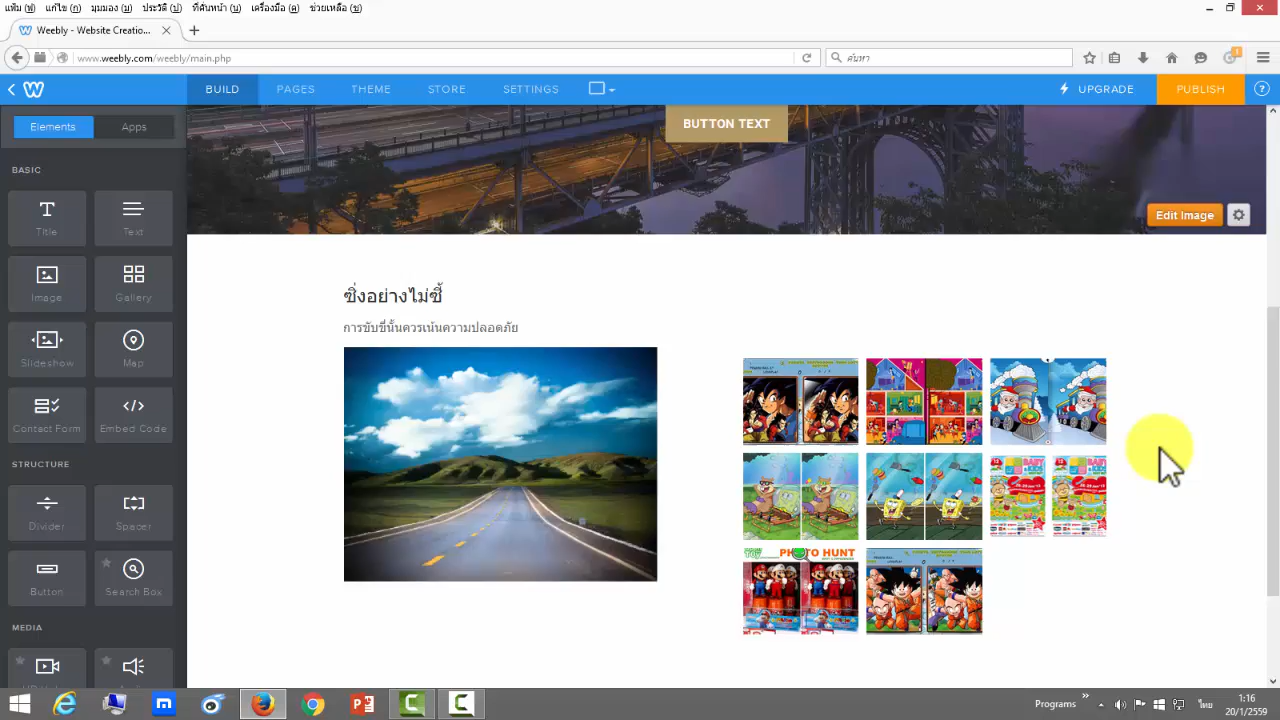 แฟ้ม (ฟ) แก้ไข (ก) มุมมอง (ม) ประวัติ (ป) ที่คั่นหน้า (ค) เครื่องมือ (ค) ช่วยเหลือ (ช)
Weebly - Website Creatio...
www.weebly.com/weebly/main.php
ค้นหา
BUILD PAGES THEME STORE SETTINGS UPGRADE PUBLISH ?
Elements Apps
BUTTON TEXT
BASIC
Title Text
Edit Image
Image Gallery
ซิ่งอย่างไม่ซี้
การขับขี่นั้นควรเน้นความปลอดภัย
Slideshow Map
Contact Form Embed Code
STRUCTURE
Divider Spacer
PHOTO HUNT
Button Search Box
MEDIA
Programs
ไทย
1:16
20/1/2559